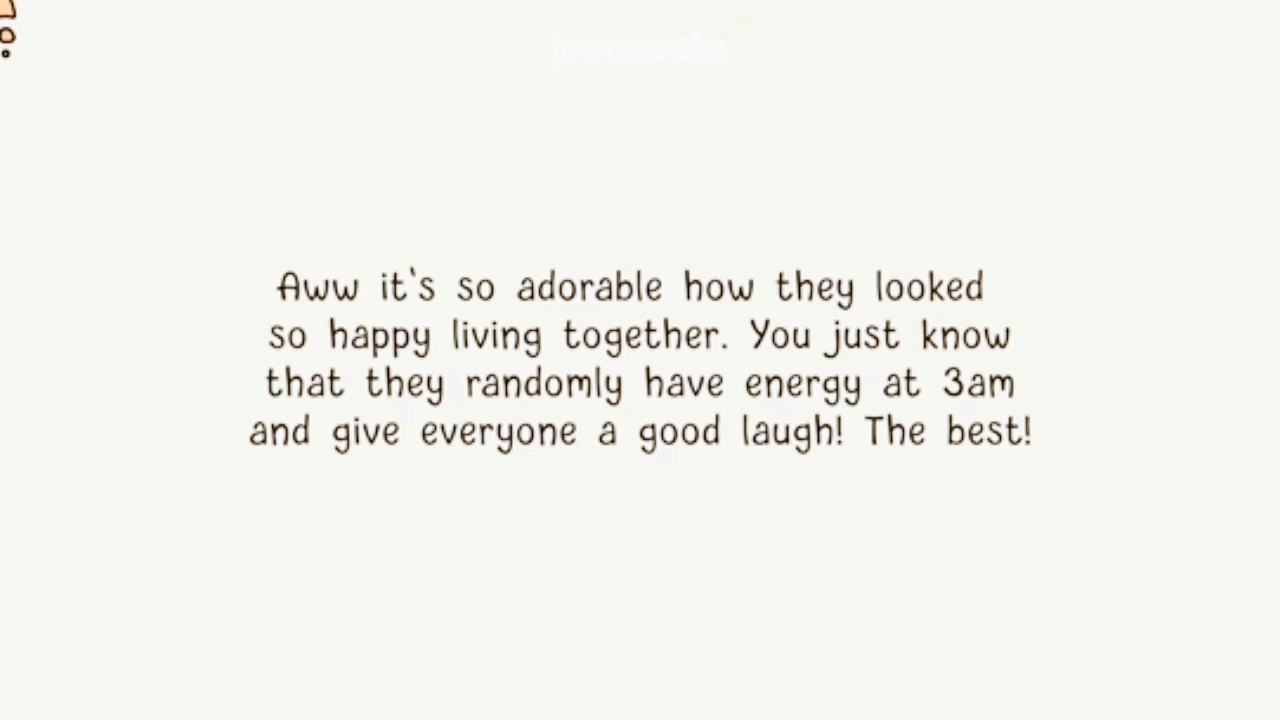 Aww it's so adorable how they looked
so happy living together. You just know
that they randomly have energy at 3am
and give everyone a good laugh! The best!